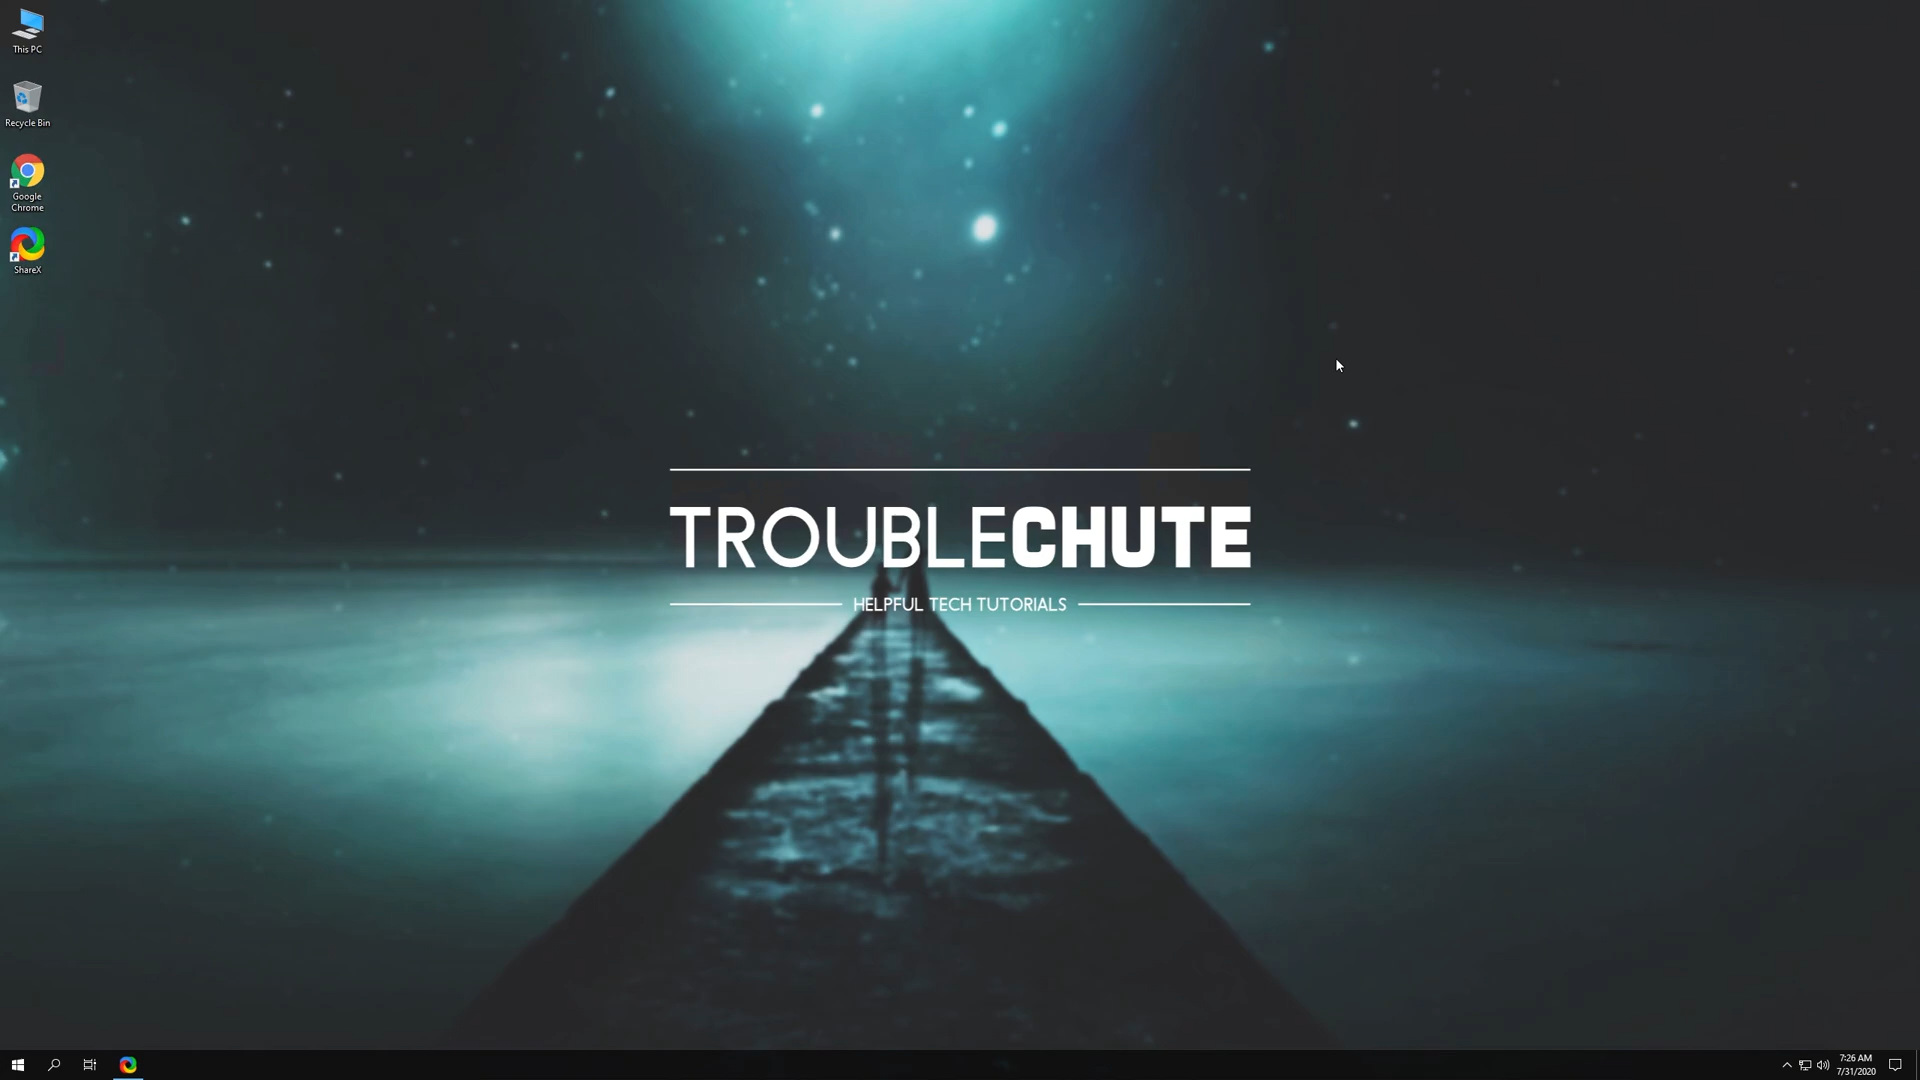 This PC
Recycle Bin
Google
Chrome
ShareX
TROUBLECHUTE
HELPFUL TECH TUTORIALS
7:26 AM
7/31/2020